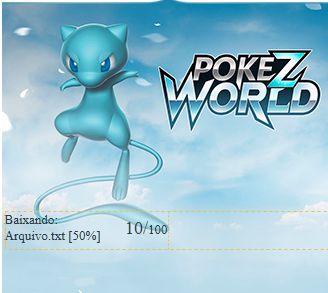 POKE Z
WORLD
Baixando:
Arquivo.txt [50%]
10/100